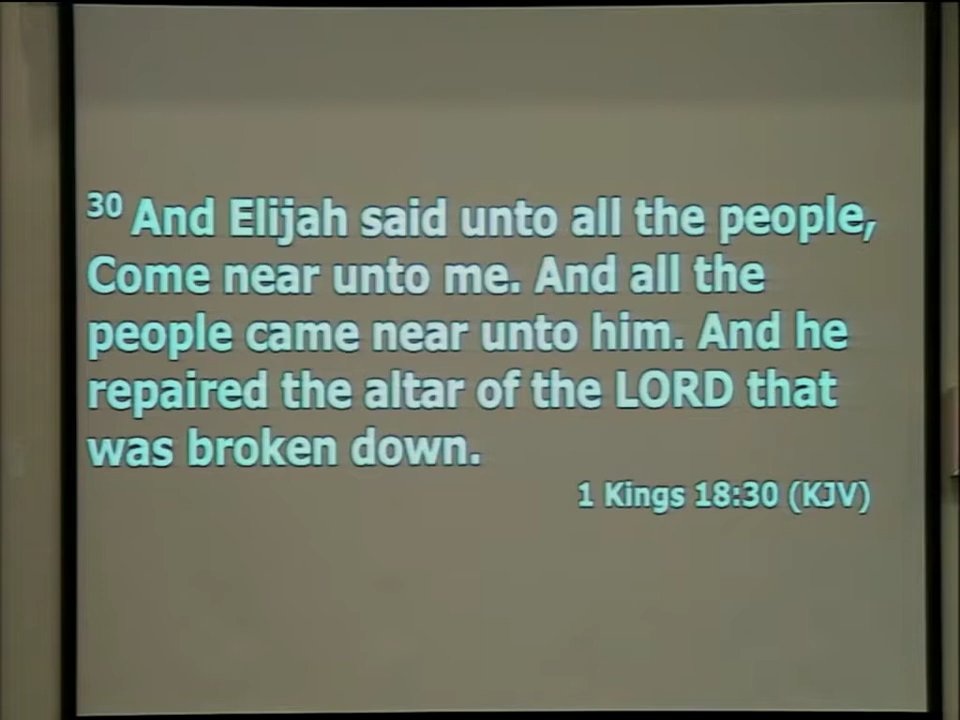 30 And Elijah said unto all the people,
Come near unto me. And all the
people came near unto him. And he
repaired the altar of the LORD that
was broken down.
1 Kings 18:30 (KJV)